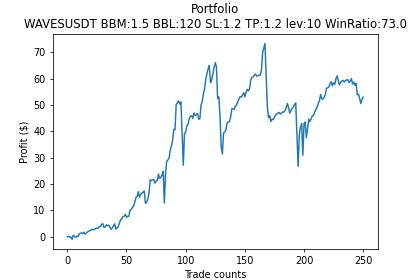 Portfolio
WAVESUSDT BBM:1.5 BBL:120 SL:1.2 TP:1.2 lev:10 WinRatio:73.0
Profit ($)
70
60
50
40
30
20
10
0
0 50 100 150 200 250
Trade counts